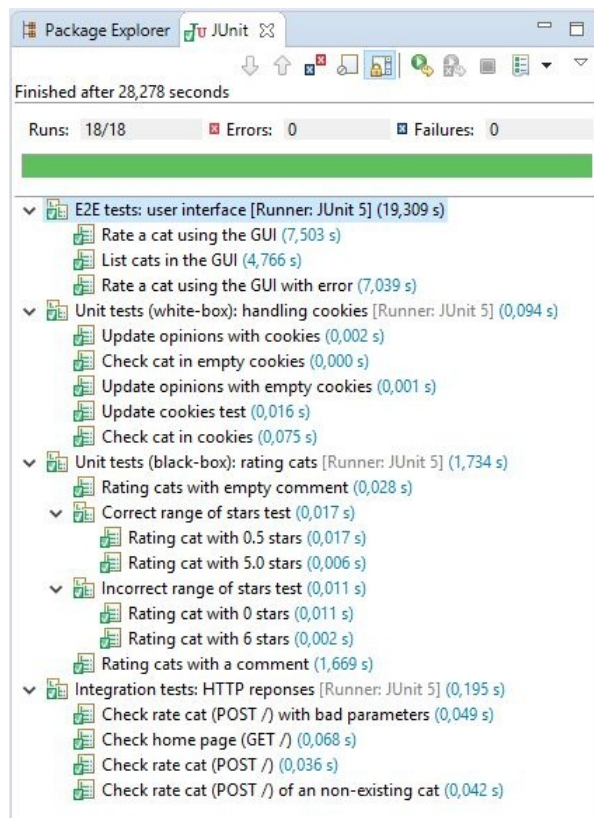 Package Explorer JUnit
Finished after 28,278 seconds
Runs: 18/18 Errors: 0 Failures: 0
E2E tests: user interface [Runner: JUnit 5] (19,309 s)
Rate a cat using the GUI (7,503 s)
List cats in the GUI (4,766 s)
Rate a cat using the GUI with error (7,039 s)
Unit tests (white-box): handling cookies [Runner: JUnit 5] (0,094 s)
Update opinions with cookies (0,002 s)
Check cat in empty cookies (0,000 s)
Update opinions with empty cookies (0,001 s)
Update cookies test (0,016 s)
Check cat in cookies (0,075 s)
Unit tests (black-box): rating cats [Runner: JUnit 5] (1,734 s)
Rating cats with empty comment (0,028 s)
Correct range of stars test (0,017 s)
Rating cat with 0.5 stars (0,017 s)
Rating cat with 5.0 stars (0,006 s)
Incorrect range of stars test (0,011 s)
Rating cat with 0 stars (0,011 s)
Rating cat with 6 stars (0,002 s)
Rating cats with a comment (1,669 s)
Integration tests: HTTP reponses [Runner: JUnit 5] (0,195 s)
Check rate cat (POST /) with bad parameters (0,049 s)
Check home page (GET /) (0,068 s)
Check rate cat (POST /) (0,036 s)
Check rate cat (POST /) of an non-existing cat (0,042 s)